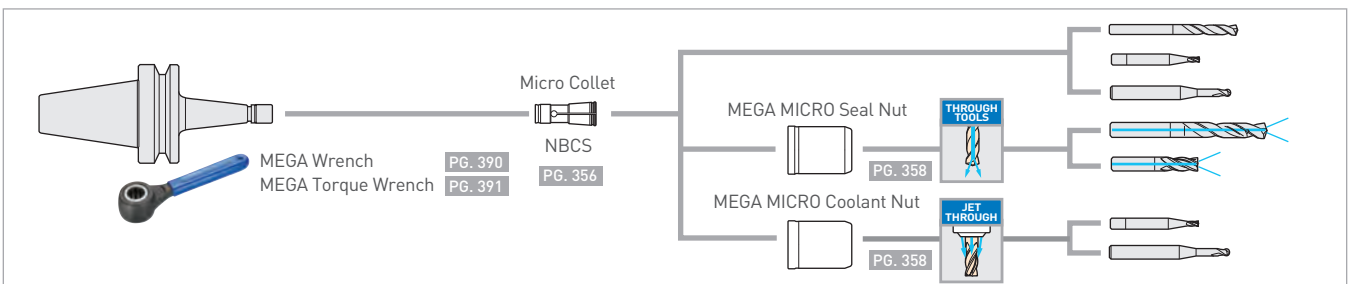 Micro Collet
NBCS
PG. 356
MEGA Wrench PG. 390
MEGA Torque Wrench PG. 391
MEGA MICRO Seal Nut
PG. 358
THROUGH
TOOLS
MEGA MICRO Coolant Nut
PG. 358
JET
THROUGH